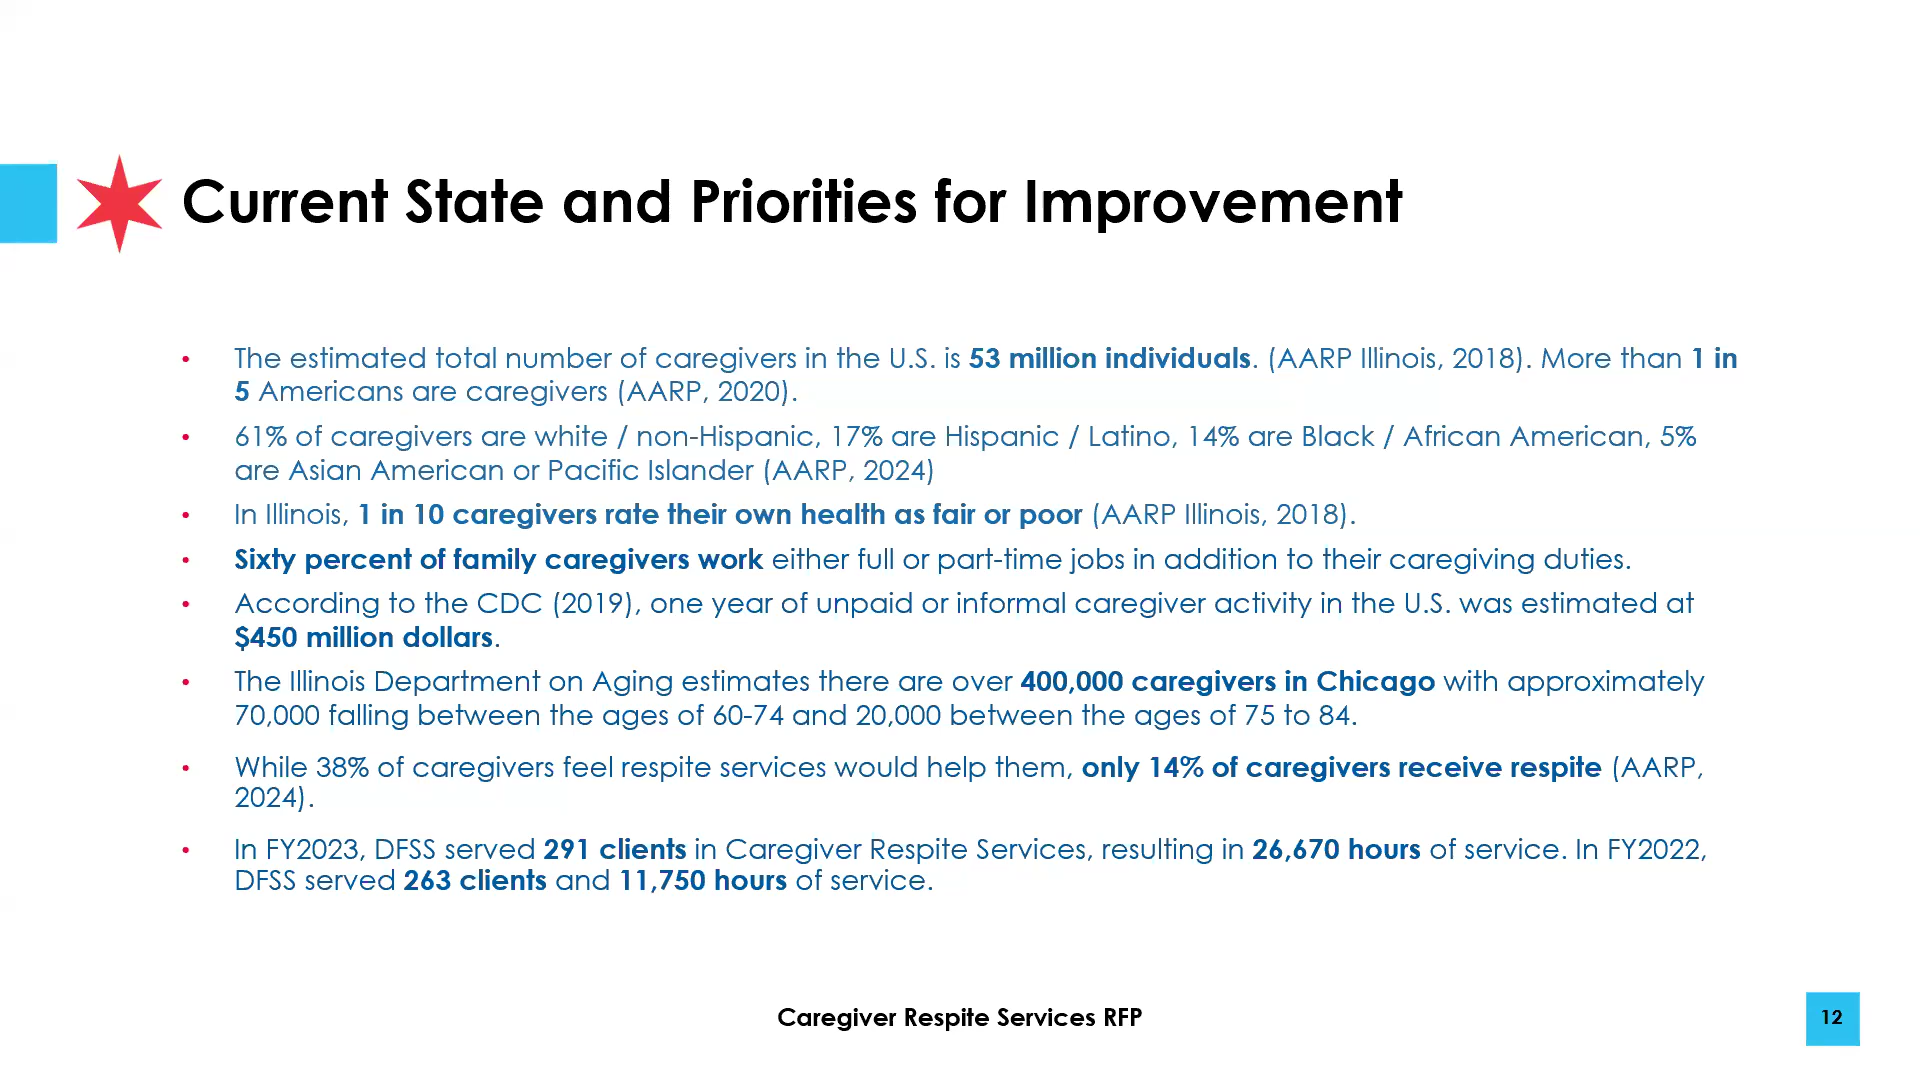 Current State and Priorities for Improvement
• The estimated total number of caregivers in the U.S. is 53 million individuals. (AARP Illinois, 2018). More than 1 in
5 Americans are caregivers (AARP, 2020).
• 61% of caregivers are white / non-Hispanic, 17% are Hispanic / Latino, 14% are Black / African American, 5%
are Asian American or Pacific Islander (AARP, 2024)
• In Illinois, 1 in 10 caregivers rate their own health as fair or poor (AARP Illinois, 2018).
• Sixty percent of family caregivers work either full or part-time jobs in addition to their caregiving duties.
• According to the CDC (2019), one year of unpaid or informal caregiver activity in the U.S. was estimated at
$450 million dollars.
• The Illinois Department on Aging estimates there are over 400,000 caregivers in Chicago with approximately
70,000 falling between the ages of 60-74 and 20,000 between the ages of 75 to 84.
• While 38% of caregivers feel respite services would help them, only 14% of caregivers receive respite (AARP,
2024).
• In FY2023, DFSS served 291 clients in Caregiver Respite Services, resulting in 26,670 hours of service. In FY2022,
DFSS served 263 clients and 11,750 hours of service.
Caregiver Respite Services RFP
12